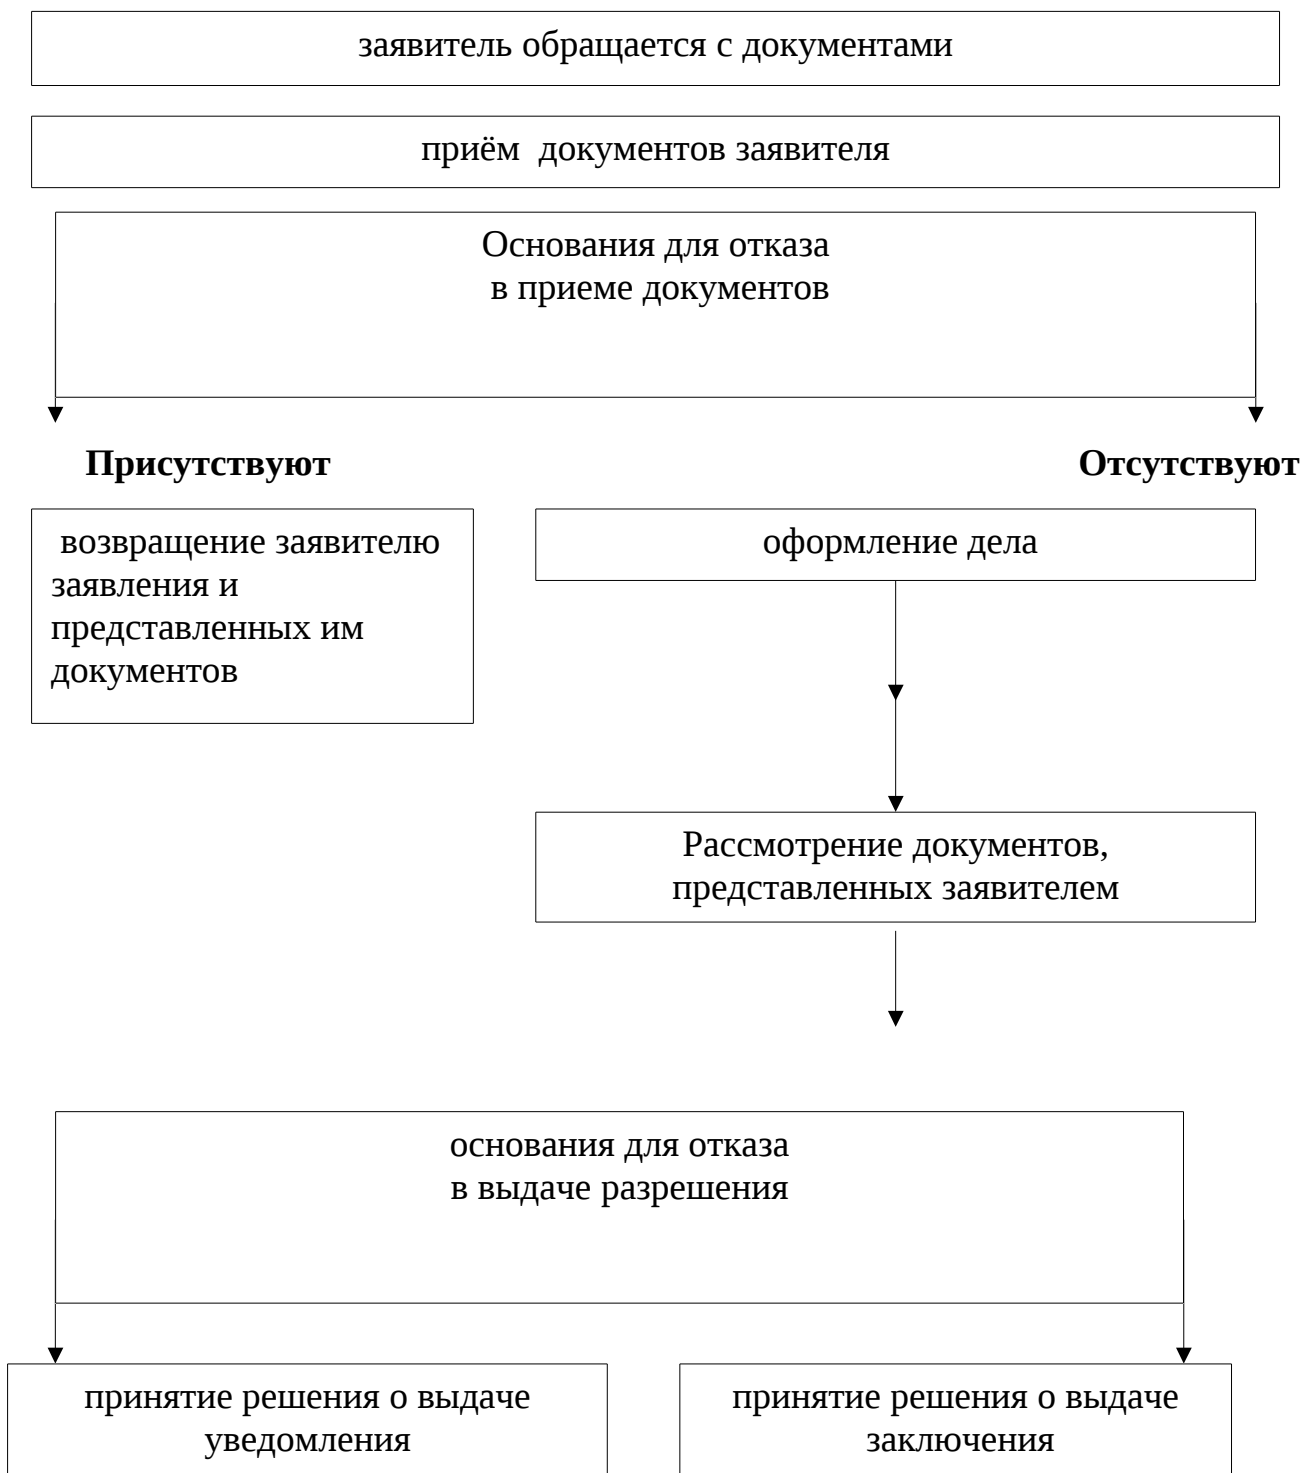 заявитель обращается с документами
приём  документов заявителя
Основания для отказа
в приеме документов
Присутствуют
Отсутствуют
возвращение заявителю
заявления и
представленных им
документов
оформление дела
Рассмотрение документов,
представленных заявителем
основания для отказа
в выдаче разрешения
принятие решения о выдаче
уведомления
принятие решения о выдаче
заключения